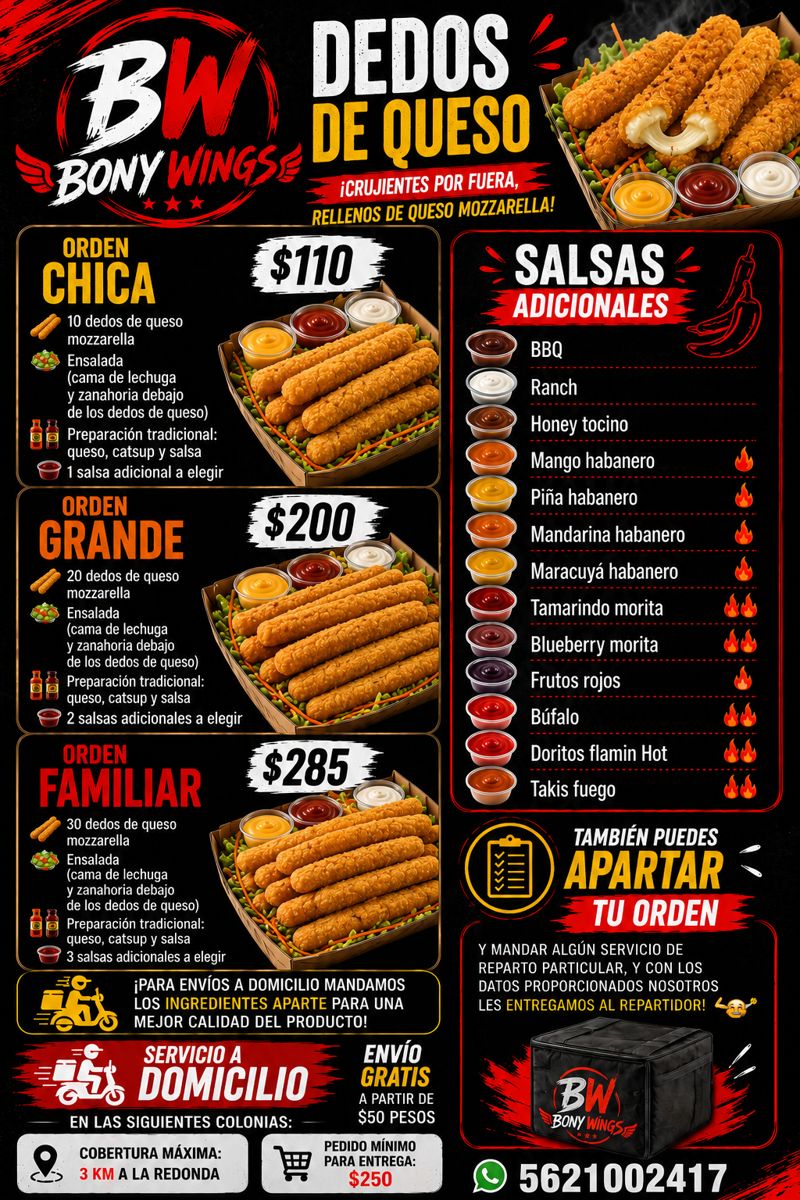 BW
BONY WINGS
DEDOS
DE QUESO
¡CRUJIENTES POR FUERA,
RELLENOS DE QUESO MOZZARELLA!
ORDEN
CHICA
$110
10 dedos de queso
mozzarella
Ensalada
(cama de lechuga
y zanahoria debajo
de los dedos de queso)
Preparación tradicional:
queso, catsup y salsa
1 salsa adicional a elegir
ORDEN
GRANDE
$200
20 dedos de queso
mozzarella
Ensalada
(cama de lechuga
y zanahoria debajo
de los dedos de queso)
Preparación tradicional:
queso, catsup y salsa
2 salsas adicionales a elegir
ORDEN
FAMILIAR
$285
30 dedos de queso
mozzarella
Ensalada
(cama de lechuga
y zanahoria debajo
de los dedos de queso)
Preparación tradicional:
queso, catsup y salsa
3 salsas adicionales a elegir
¡PARA ENVÍOS A DOMICILIO MANDAMOS
LOS INGREDIENTES APARTE PARA UNA
MEJOR CALIDAD DEL PRODUCTO!
SERVICIO A
DOMICILIO
ENVÍO
GRATIS
A PARTIR DE
$50 PESOS
EN LAS SIGUIENTES COLONIAS:
COBERTURA MÁXIMA:
3 KM A LA REDONDA
PEDIDO MÍNIMO
PARA ENTREGA:
$250
SALSAS
ADICIONALES
BBQ
Ranch
Honey tocino
Mango habanero
Piña habanero
Mandarina habanero
Maracuyá habanero
Tamarindo morita
Blueberry morita
Frutos rojos
Búfalo
Doritos flamin Hot
Takis fuego
TAMBIÉN PUEDES
APARTAR
TU ORDEN
Y MANDAR ALGÚN SERVICIO DE
REPARTO PARTICULAR, Y CON LOS
DATOS PROPORCIONADOS NOSOTROS
LES ENTREGAMOS AL REPARTIDOR!
BW
BONY WINGS
5621002417